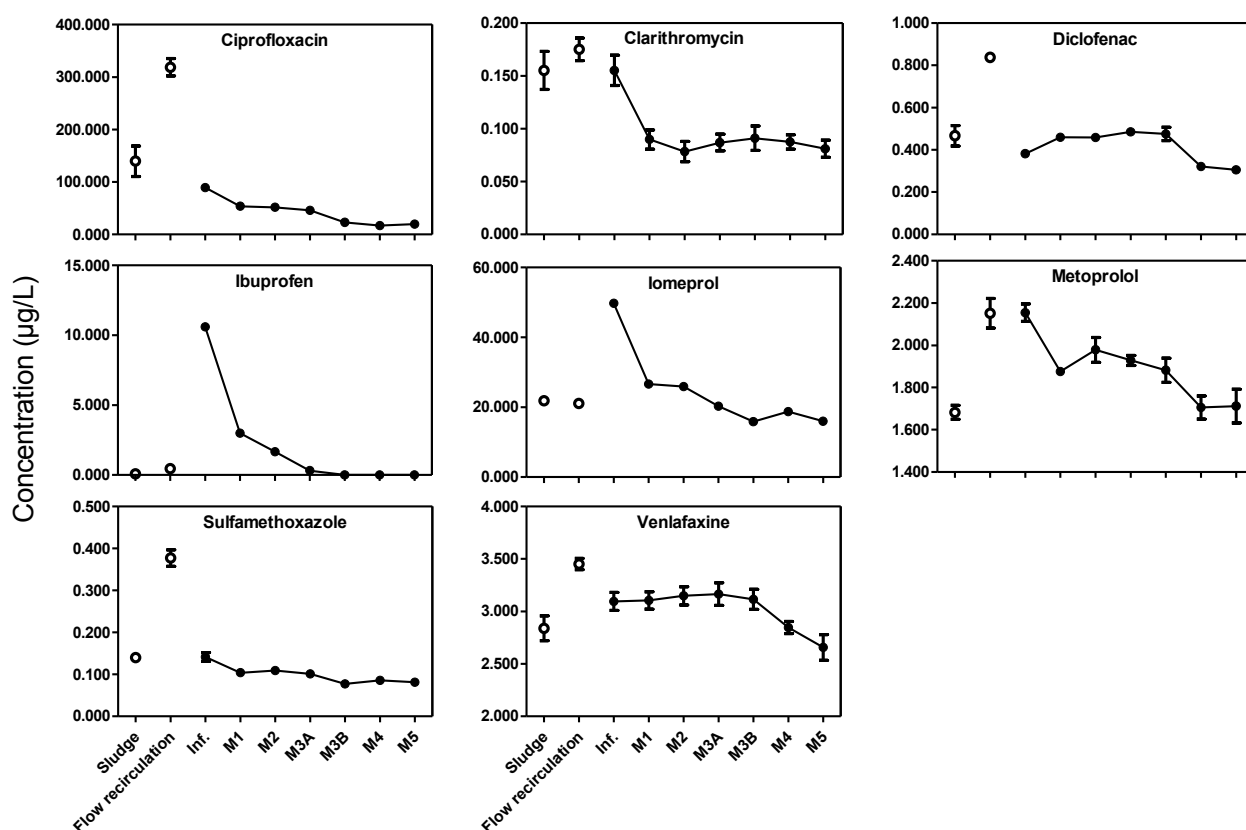 Concentration (µg/L)
Ciprofloxacin
400.000
300.000
200.000
100.000
0.000
Clarithromycin
0.200
0.150
0.100
0.050
0.000
Diclofenac
1.000
0.800
0.600
0.400
0.200
0.000
Ibuprofen
15.000
10.000
5.000
0.000
Iomeprol
60.000
40.000
20.000
0.000
Metoprolol
2.400
2.200
2.000
1.800
1.600
1.400
Sulfamethoxazole
0.500
0.400
0.300
0.200
0.100
0.000
Sludge
Flow recirculation
Inf.
M1
M2
M3A
M3B
M4
M5
Venlafaxine
4.000
3.500
3.000
2.500
2.000
Sludge
Flow recirculation
Inf.
M1
M2
M3A
M3B
M4
M5